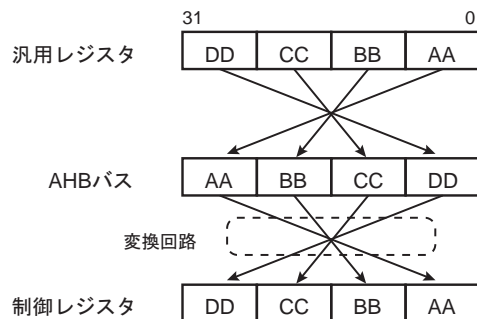 31 0
汎用レジスタ DD CC BB AA
AHBバス AA BB CC DD
変換回路
制御レジスタ DD CC BB AA